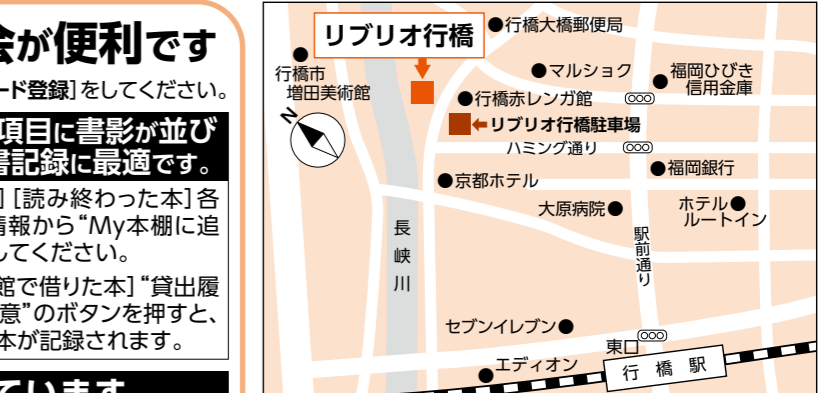 会が便利です
ード登録]をしてください。
項目に書影が並び
書記録に最適です。
] [読み終わった本]各
情報から“My本棚に追
してください。
館で借りた本]“貸出履
意”のボタンを押すと、
本が記録されます。
ています
リブリオ行橋
●行橋大橋郵便局
●
行橋市
増田美術館
●マルショク
●福岡ひびき
信用金庫
●行橋赤レンガ館
←リブリオ行橋駐車場
N
ハミング通り
●福岡銀行
●京都ホテル
大原病院●
ホテル●
ルートイン
長峡川
駅前通り
セブンイレブン●
東口
●エディオン
行橋駅